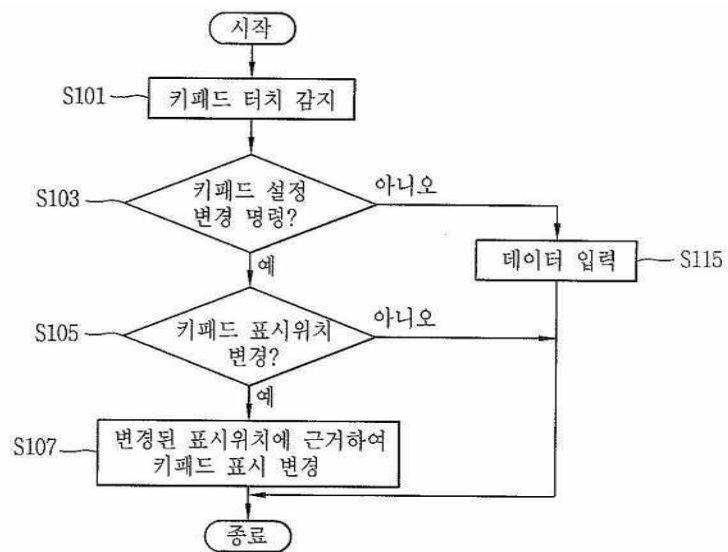 시작
S101
키패드 터치 감지
S103
키패드 설정
변경 명령?
아니오
예
데이터 입력
S115
S105
키패드 표시위치
변경?
아니오
예
S107
변경된 표시위치에 근거하여
키패드 표시 변경
종료